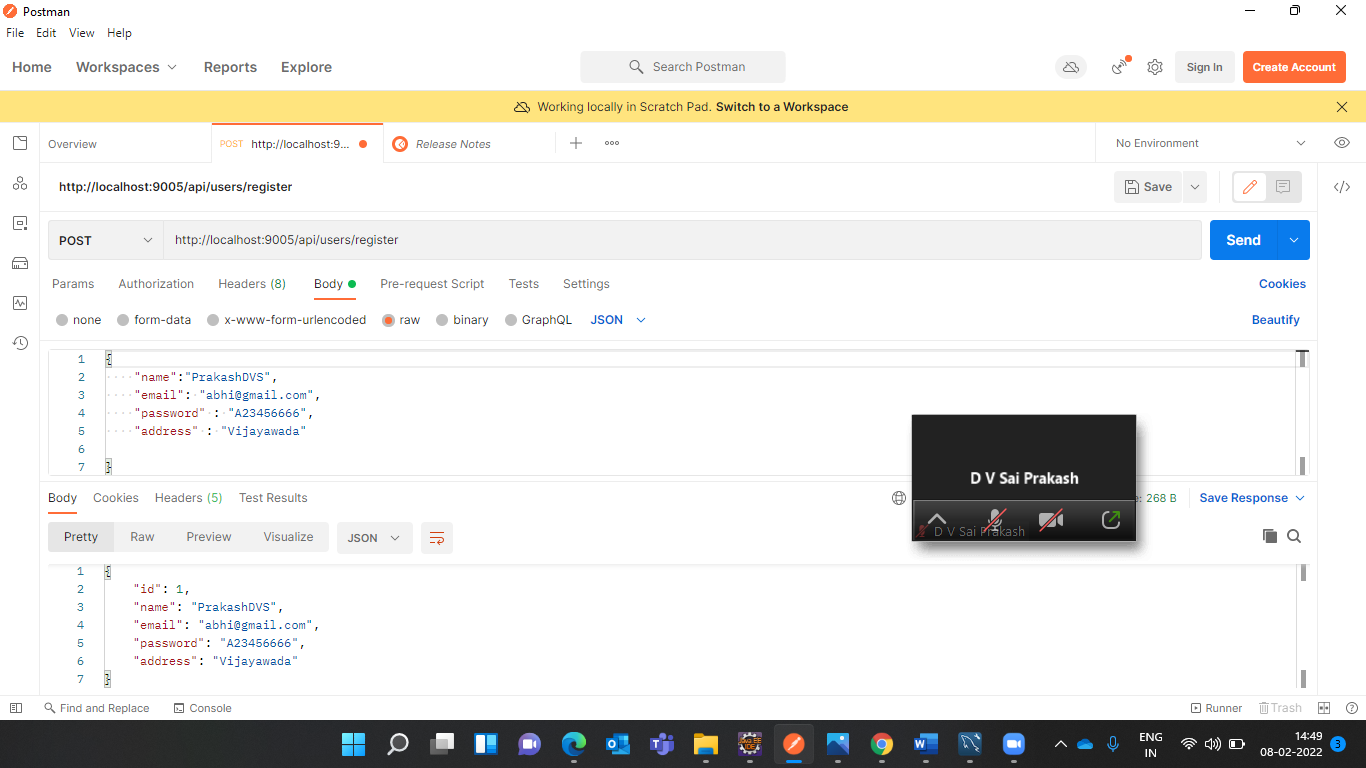 Postman
File Edit View Help
Home Workspaces Reports Explore Search Postman Sign In Create Account
Working locally in Scratch Pad. Switch to a Workspace
Overview POST http://localhost:9... Release Notes No Environment
http://localhost:9005/api/users/register Save
POST http://localhost:9005/api/users/register Send
Params Authorization Headers (8) Body Pre-request Script Tests Settings Cookies
none form-data x-www-form-urlencoded raw binary GraphQL JSON Beautify
1 {
2 "name":"PrakashDVS",
3 "email": "abhi@gmail.com",
4 "password" : "A23456666",
5 "address" : "Vijayawada"
6
7 }
D V Sai Prakash
D V Sai Prakash
Body Cookies Headers (5) Test Results 268 B Save Response
Pretty Raw Preview Visualize JSON
1 {
2 "id": 1,
3 "name": "PrakashDVS",
4 "email": "abhi@gmail.com",
5 "password": "A23456666",
6 "address": "Vijayawada"
7 }
Find and Replace Console Runner Trash
ENG 14:49
IN 08-02-2022 3